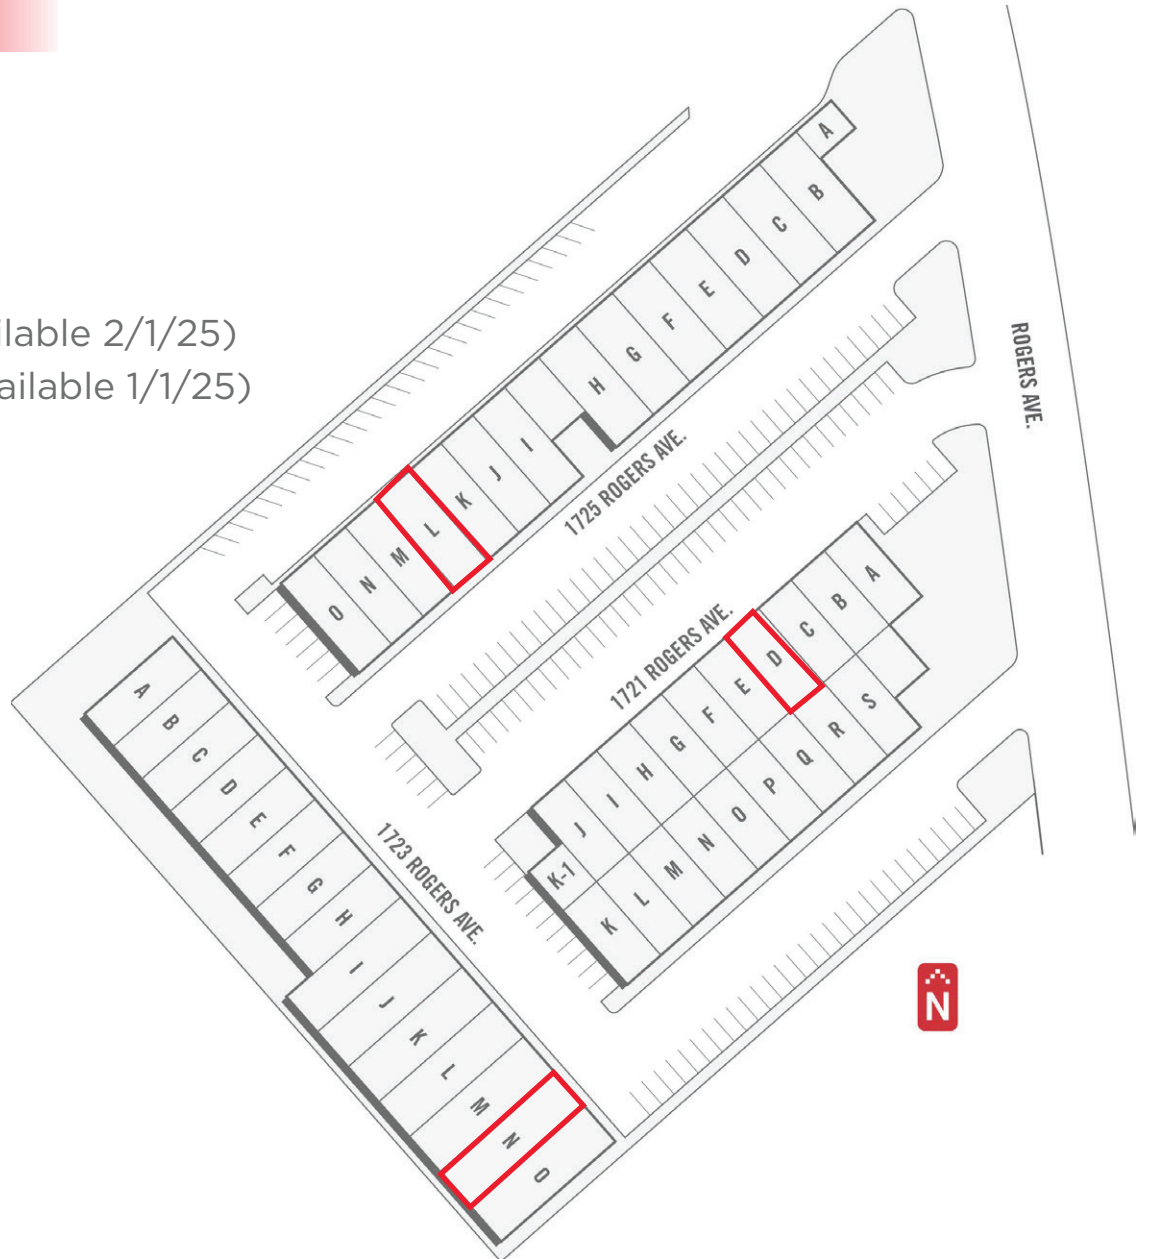 ilable 2/1/25)
ailable 1/1/25)
ROGERS AVE.
1725 ROGERS AVE.
A
B
C
D
E
F
G
H
I
J
K
L
M
N
O
1721 ROGERS AVE.
A
B
C
D
E
F
G
H
I
J
K-1
K
L
M
N
O
P
Q
R
S
1723 ROGERS AVE.
A
B
C
D
E
F
G
H
I
J
K
L
M
N
O
N